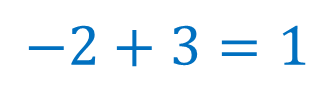 −2 + 3 = 1